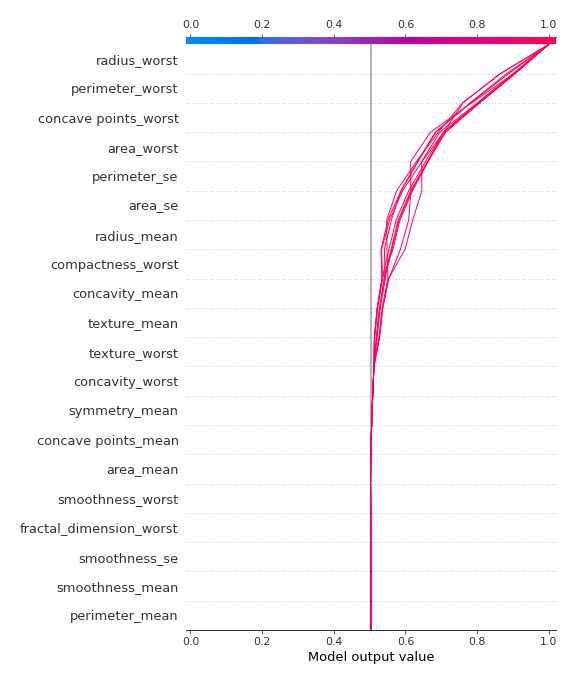 0.0 0.2 0.4 0.6 0.8 1.0
radius_worst
perimeter_worst
concave points_worst
area_worst
perimeter_se
area_se
radius_mean
compactness_worst
concavity_mean
texture_mean
texture_worst
concavity_worst
symmetry_mean
concave points_mean
area_mean
smoothness_worst
fractal_dimension_worst
smoothness_se
smoothness_mean
perimeter_mean
0.0 0.2 0.4 0.6 0.8 1.0
Model output value